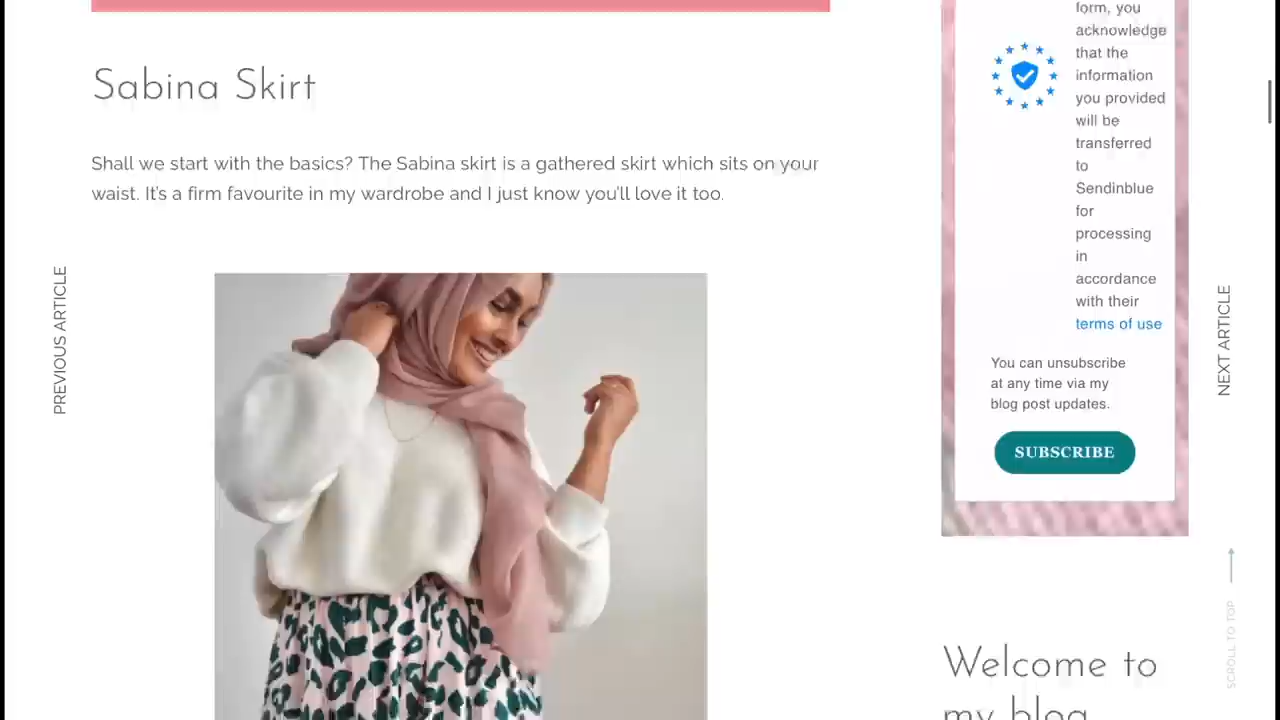 Sabina Skirt
Shall we start with the basics? The Sabina skirt is a gathered skirt which sits on your
waist. It's a firm favourite in my wardrobe and I just know you'll love it too.
PREVIOUS ARTICLE
form, you
acknowledge
that the
information
you provided
will be
transferred
to
Sendinblue
for
processing
in
accordance
with their
terms of use
You can unsubscribe
at any time via my
blog post updates.
SUBSCRIBE
NEXT ARTICLE
SCROLL TO TOP
Welcome to
my blog